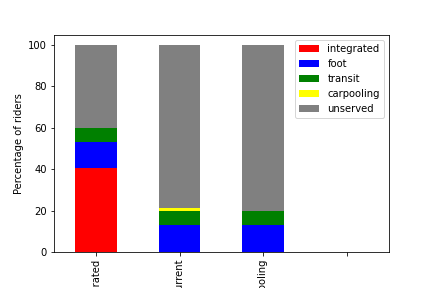 100
80
60
40
20
0
Percentage of riders
integrated
foot
transit
carpooling
unserved
rated
urrent
ooling